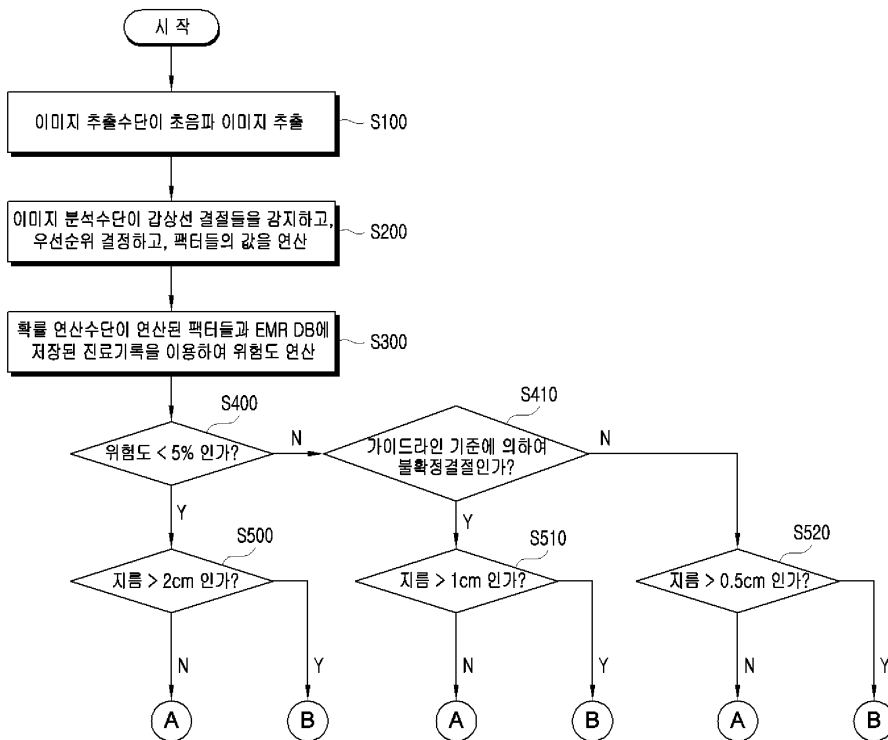 시 작
이미지 추출수단이 초음파 이미지 추출
S100
이미지 분석수단이 갑상선 결절들을 감지하고,
우선순위 결정하고, 팩터들의 값을 연산
S200
확률 연산수단이 연산된 팩터들과 EMR DB에
저장된 진료기록을 이용하여 위험도 연산
S300
S400
위험도 < 5% 인가?
N
Y
S410
가이드라인 기준에 의하여
불확정결절인가?
N
Y
S500
지름 > 2cm 인가?
S510
지름 > 1cm 인가?
S520
지름 > 0.5cm 인가?
N
Y
N
Y
N
Y
A
B
A
B
A
B